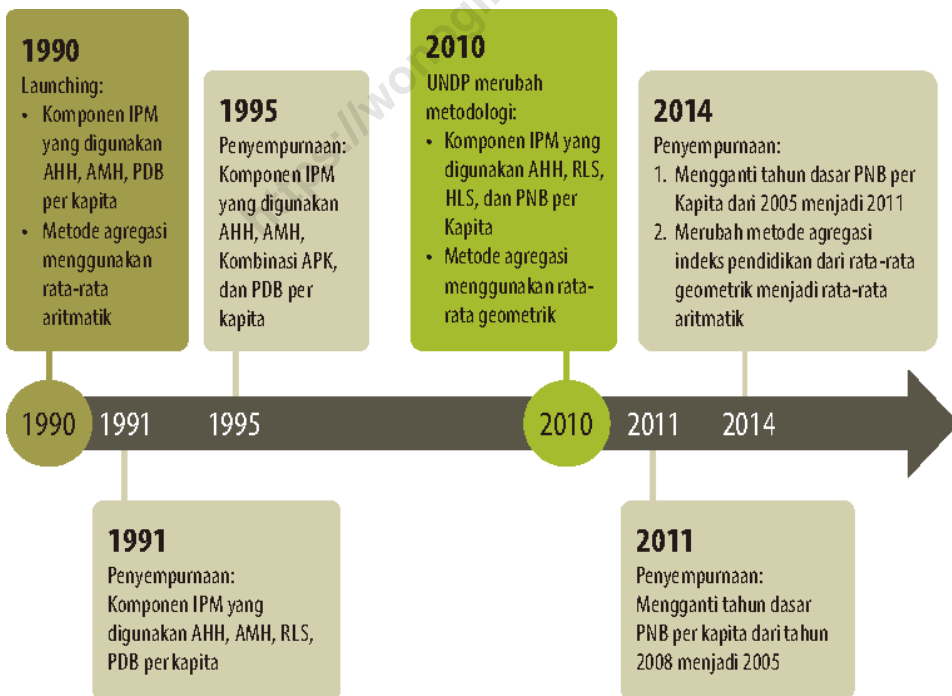 1990
Launching:
• Komponen IPM
yang digunakan
AHH, AMH, PDB
per kapita
• Metode agregasi
menggunakan
rata-rata
aritmatik
1995
Penyempurnaan:
Komponen IPM
yang digunakan
AHH, AMH,
Kombinasi APK,
dan PDB per
kapita
2010
UNDP merubah
metodologi:
• Komponen IPM yang
digunakan AHH, RLS,
HLS, dan PNB per
Kapita
• Metode agregasi
menggunakan rata-
rata geometrik
2014
Penyempurnaan:
1. Mengganti tahun dasar PNB per
Kapita dari 2005 menjadi 2011
2. Merubah metode agregasi
indeks pendidikan dari rata-rata
geometrik menjadi rata-rata
aritmatik
1990 1991 1995 2010 2011 2014
1991
Penyempurnaan:
Komponen IPM yang
digunakan AHH, AMH, RLS,
PDB per kapita
2011
Penyempurnaan:
Mengganti tahun dasar
PNB per kapita dari tahun
2008 menjadi 2005